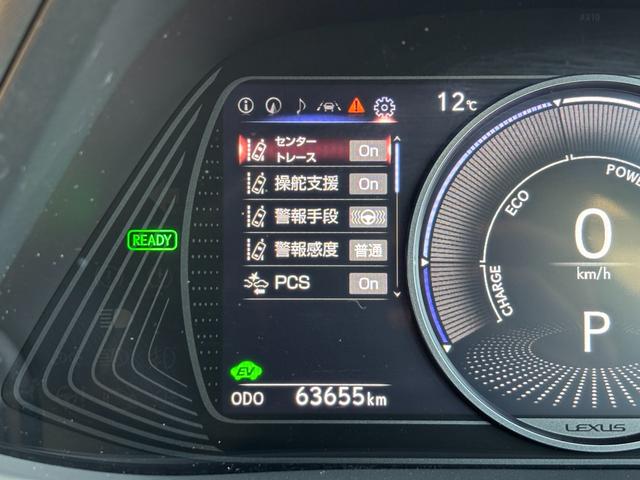 12℃
センター
トレース
On
操舵支援
On
警報手段
警報感度
普通
PCS
On
READY
EV
ODO
63655km
CHARGE
ECO
POWE
0
km/h
P
LEXUS